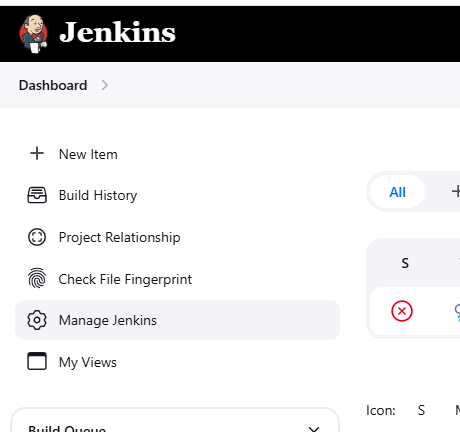 Jenkins
Dashboard
New Item
Build History
Project Relationship
Check File Fingerprint
Manage Jenkins
My Views
Build Queue
All +
S
Icon: S M